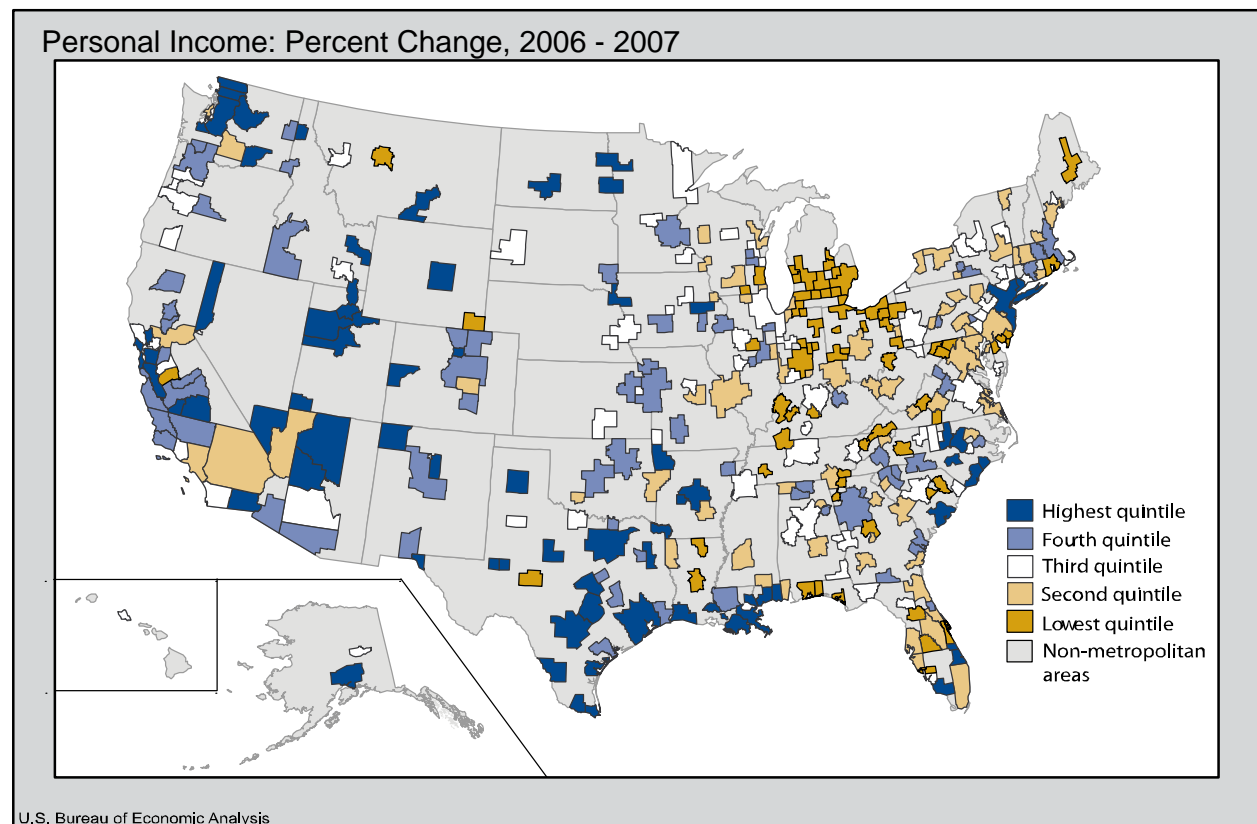 Personal Income: Percent Change, 2006 - 2007
Highest quintile
Fourth quintile
Third quintile
Second quintile
Lowest quintile
Non-metropolitan
areas
U.S. Bureau of Economic Analysis